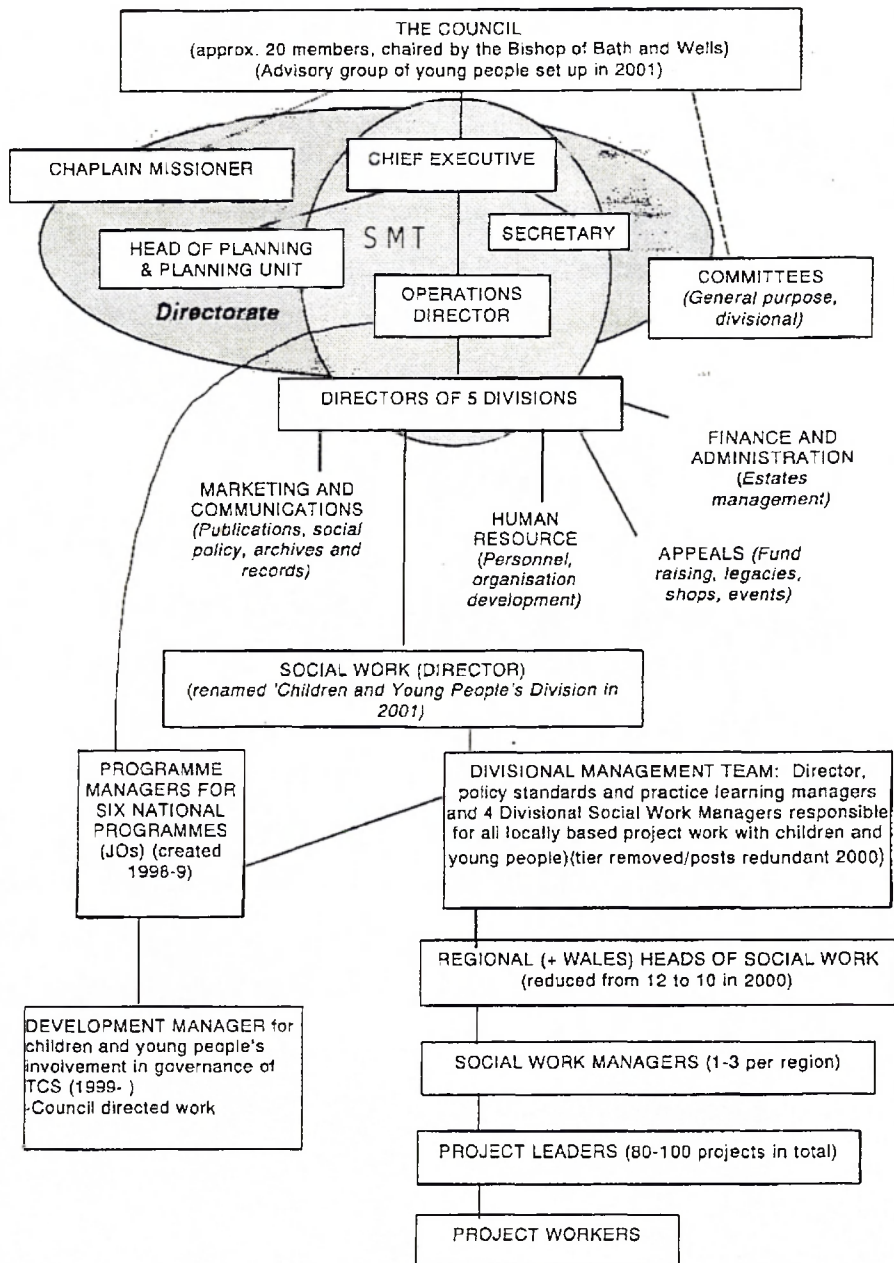 THE COUNCIL
(approx. 20 members, chaired by the Bishop of Bath and Wells)
(Advisory group of young people set up in 2001)
CHAPLAIN MISSIONER
CHIEF EXECUTIVE
HEAD OF PLANNING
& PLANNING UNIT
SMT
SECRETARY
Directorate
OPERATIONS
DIRECTOR
COMMITTEES
(General purpose,
divisional)
DIRECTORS OF 5 DIVISIONS
MARKETING AND
COMMUNICATIONS
(Publications, social
policy, archives and
records)
HUMAN
RESOURCE
(Personnel,
organisation
development)
FINANCE AND
ADMINISTRATION
(Estates
management)
APPEALS (Fund
raising, legacies,
shops, events)
SOCIAL WORK (DIRECTOR)
(renamed 'Children and Young People's Division in
2001)
PROGRAMME
MANAGERS FOR
SIX NATIONAL
PROGRAMMES
(JOs) (created
1998-9)
DIVISIONAL MANAGEMENT TEAM: Director,
policy standards and practice learning managers
and 4 Divisional Social Work Managers responsible
for all locally based project work with children and
young people)(tier removed/posts redundant 2000)
REGIONAL (+ WALES) HEADS OF SOCIAL WORK
(reduced from 12 to 10 in 2000)
DEVELOPMENT MANAGER for
children and young people's
involvement in governance of
TCS (1999- )
-Council directed work
SOCIAL WORK MANAGERS (1-3 per region)
PROJECT LEADERS (80-100 projects in total)
PROJECT WORKERS